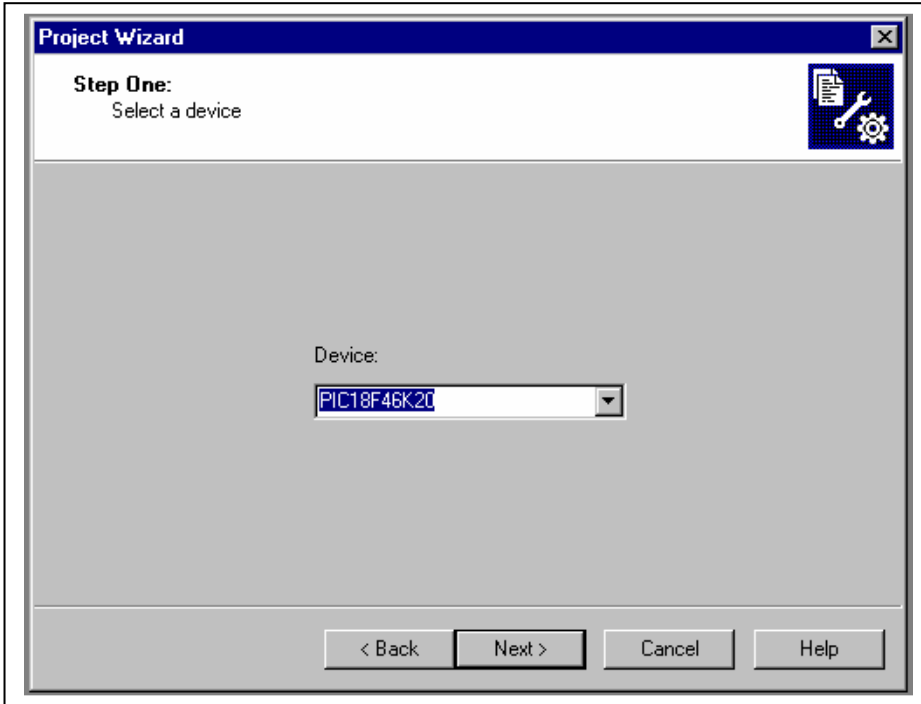 Project Wizard
Step One:
Select a device
Device:
PIC18F46K20
< Back Next > Cancel Help